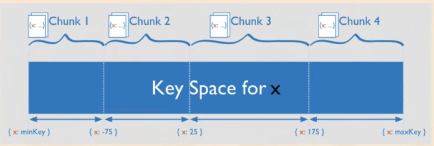 {x: ...} Chunk 1 {x: ...} Chunk 2 {x: ...} Chunk 3 {x: ...} Chunk 4
Key Space for x
{ x: minKey } { x: -75 } { x: 25 } { x: 175 } { x: maxKey }